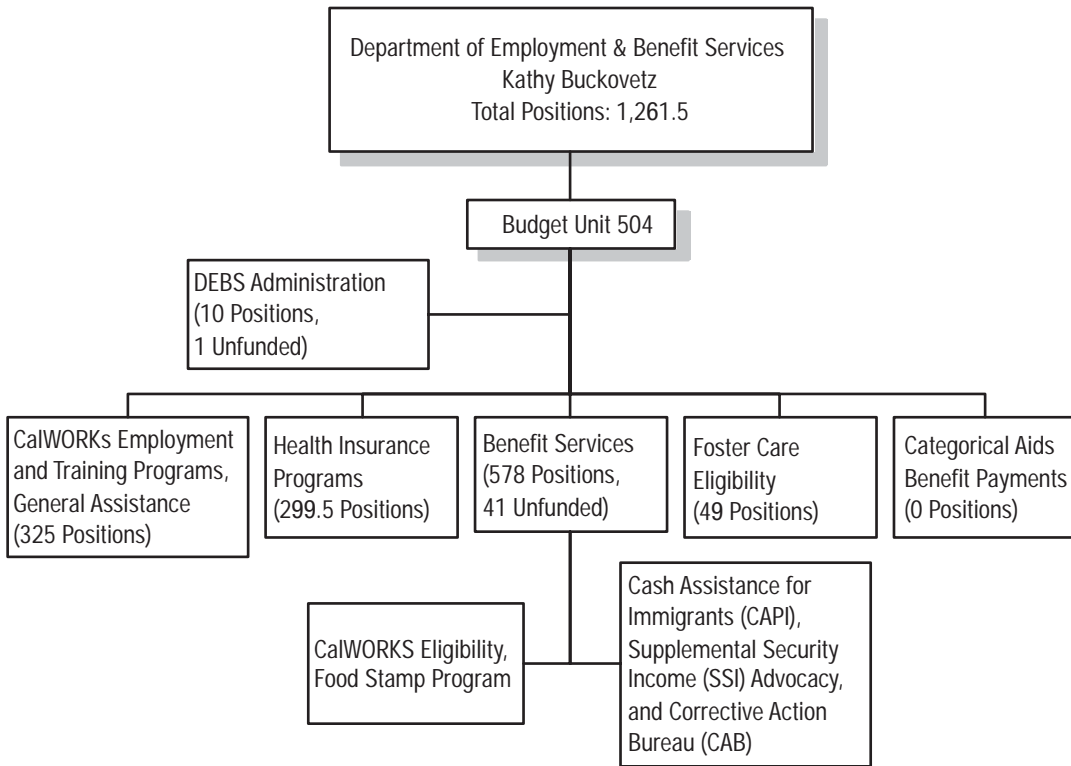 Department of Employment & Benefit Services
Kathy Buckovetz
Total Positions: 1,261.5
Budget Unit 504
DEBS Administration
(10 Positions,
1 Unfunded)
CalWORKs Employment
and Training Programs,
General Assistance
(325 Positions)
Health Insurance
Programs
(299.5 Positions)
Benefit Services
(578 Positions,
41 Unfunded)
Foster Care
Eligibility
(49 Positions)
Categorical Aids
Benefit Payments
(0 Positions)
CalWORKS Eligibility,
Food Stamp Program
Cash Assistance for
Immigrants (CAPI),
Supplemental Security
Income (SSI) Advocacy,
and Corrective Action
Bureau (CAB)